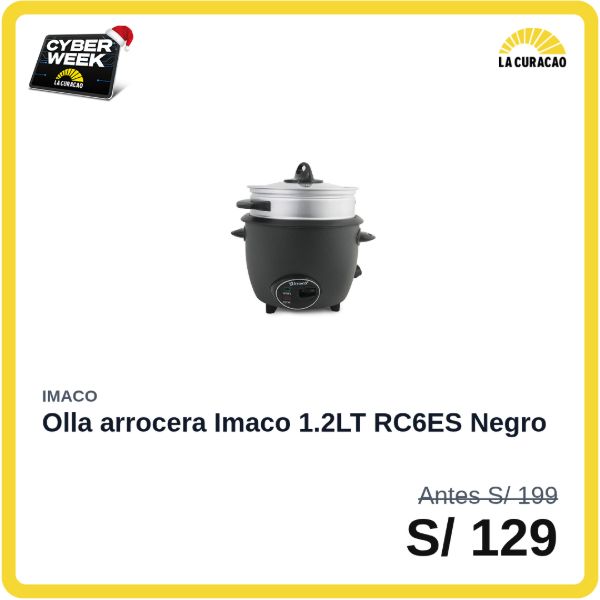 CYBER
WEEK
LA CURACAO
LA CURACAO
IMACO
Olla arrocera Imaco 1.2LT RC6ES Negro
Antes S/ 199
S/ 129